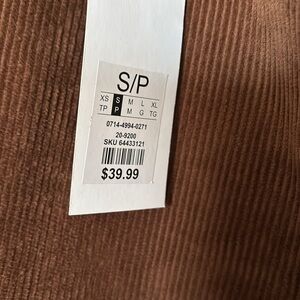 S/P
XS S M L XL
TP P M G TG
0714-4994-0271
20-9200
SKU 64433121
$39.99